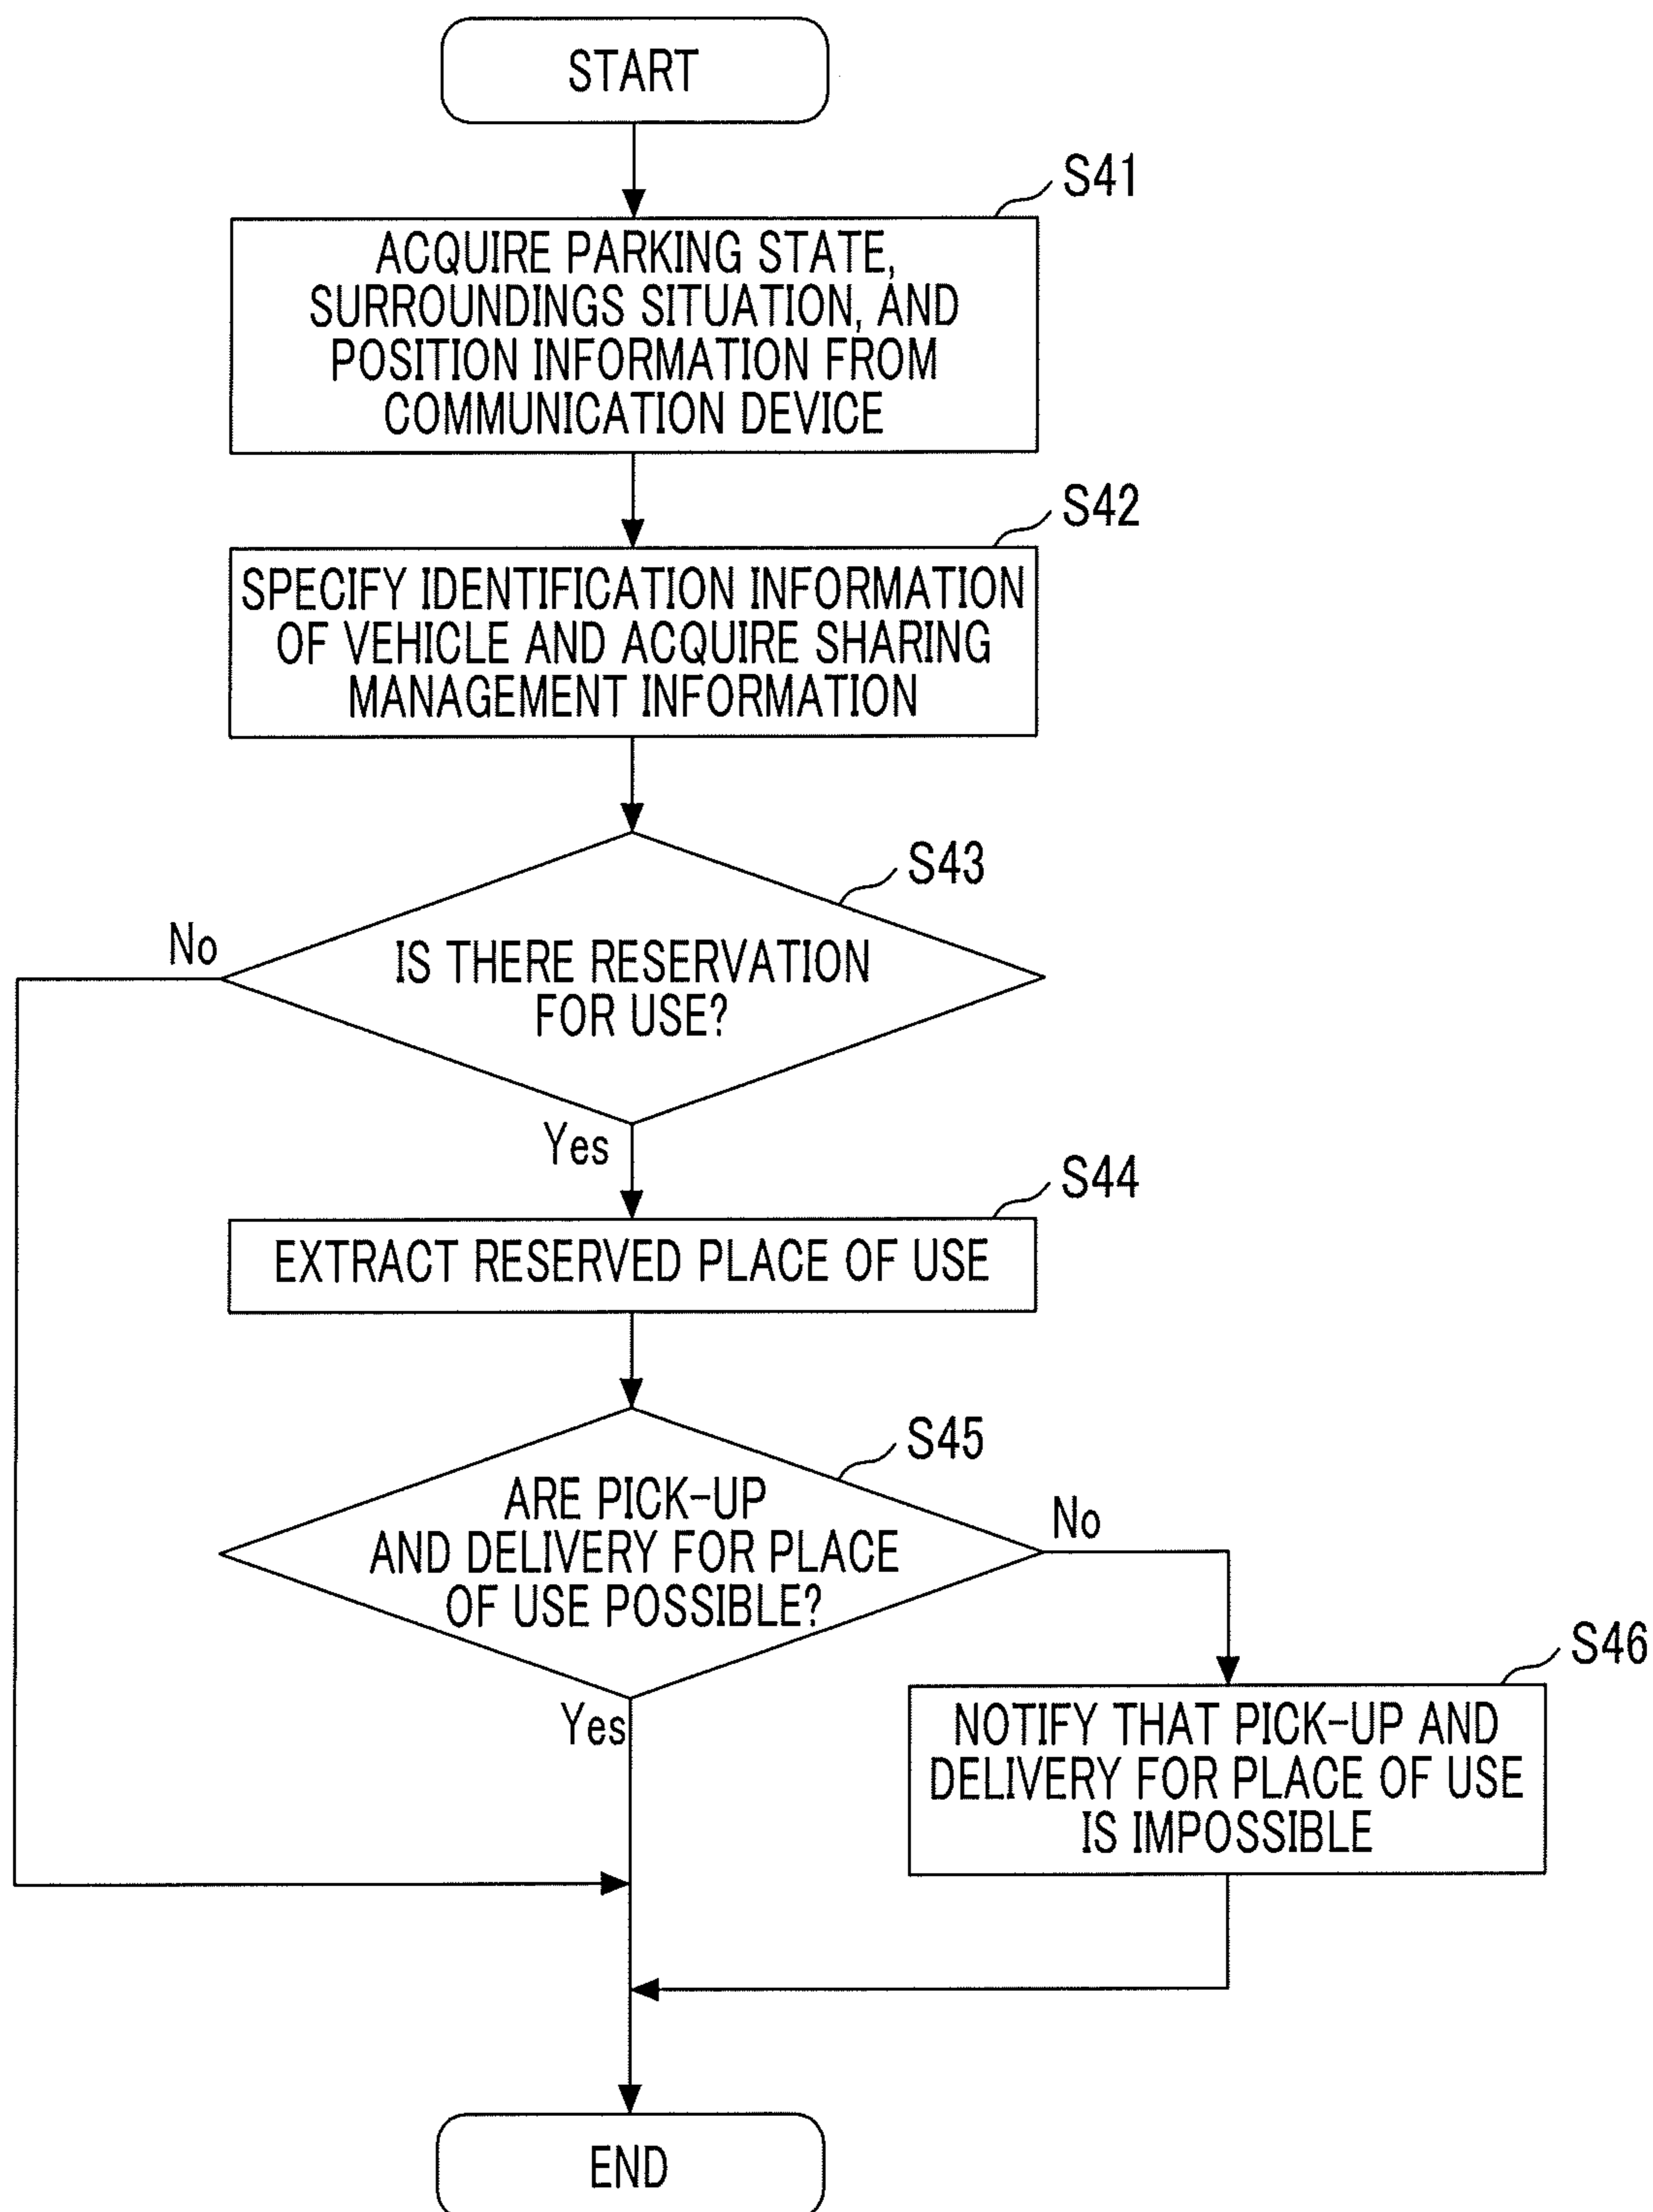 START
S41
ACQUIRE PARKING STATE,
SURROUNDINGS SITUATION, AND
POSITION INFORMATION FROM
COMMUNICATION DEVICE
S42
SPECIFY IDENTIFICATION INFORMATION
OF VEHICLE AND ACQUIRE SHARING
MANAGEMENT INFORMATION
S43
No
IS THERE RESERVATION
FOR USE?
Yes
S44
EXTRACT RESERVED PLACE OF USE
S45
ARE PICK-UP
AND DELIVERY FOR PLACE
OF USE POSSIBLE?
No
Yes
S46
NOTIFY THAT PICK-UP AND
DELIVERY FOR PLACE OF USE
IS IMPOSSIBLE
END